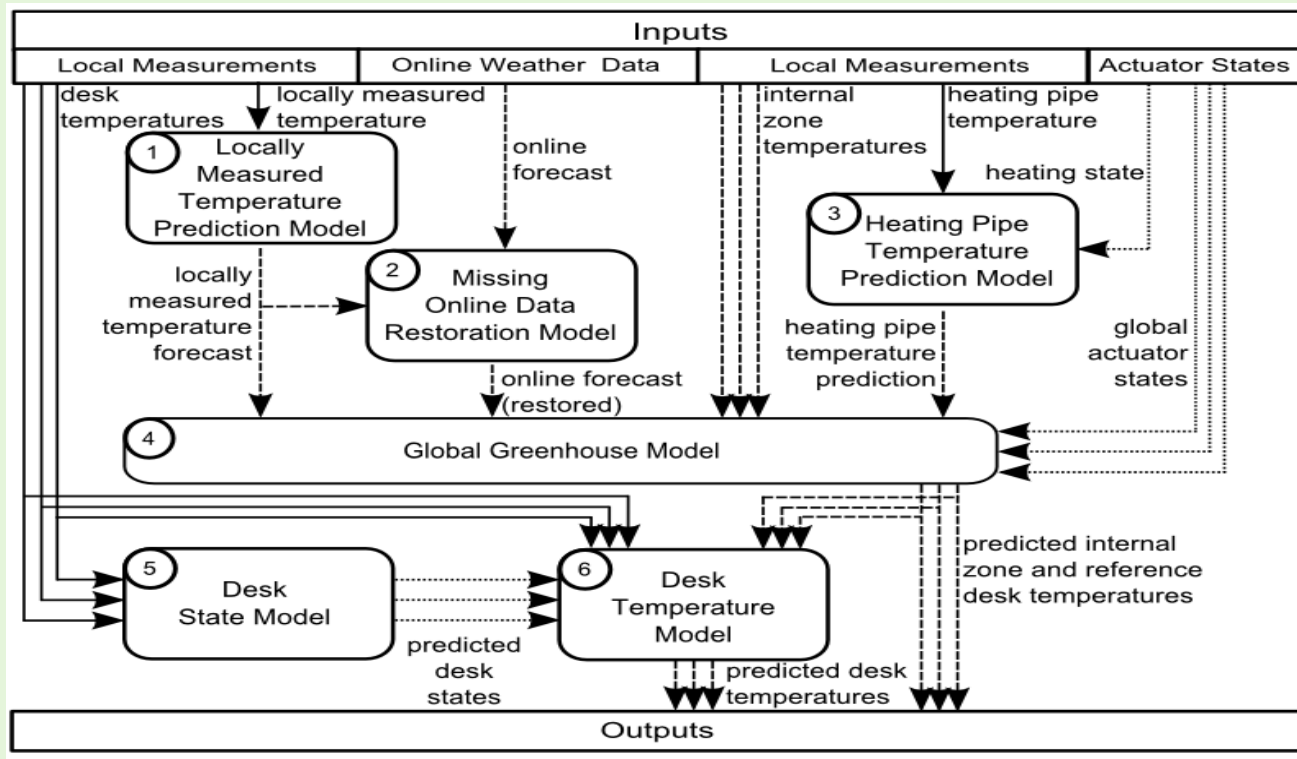 Inputs
Local Measurements
Online Weather Data
Local Measurements
Actuator States
desk
temperatures
locally measured
temperature
online
forecast
internal
zone
temperatures
heating pipe
temperature
heating state
1
Locally
Measured
Temperature
Prediction Model
2
Missing
Online Data
Restoration Model
3
Heating Pipe
Temperature
Prediction Model
locally
measured
temperature
forecast
online forecast
(restored)
heating pipe
temperature
prediction
global
actuator
states
4
Global Greenhouse Model
5
Desk
State Model
6
Desk
Temperature
Model
predicted internal
zone and reference
desk temperatures
predicted
desk
states
predicted desk
temperatures
Outputs